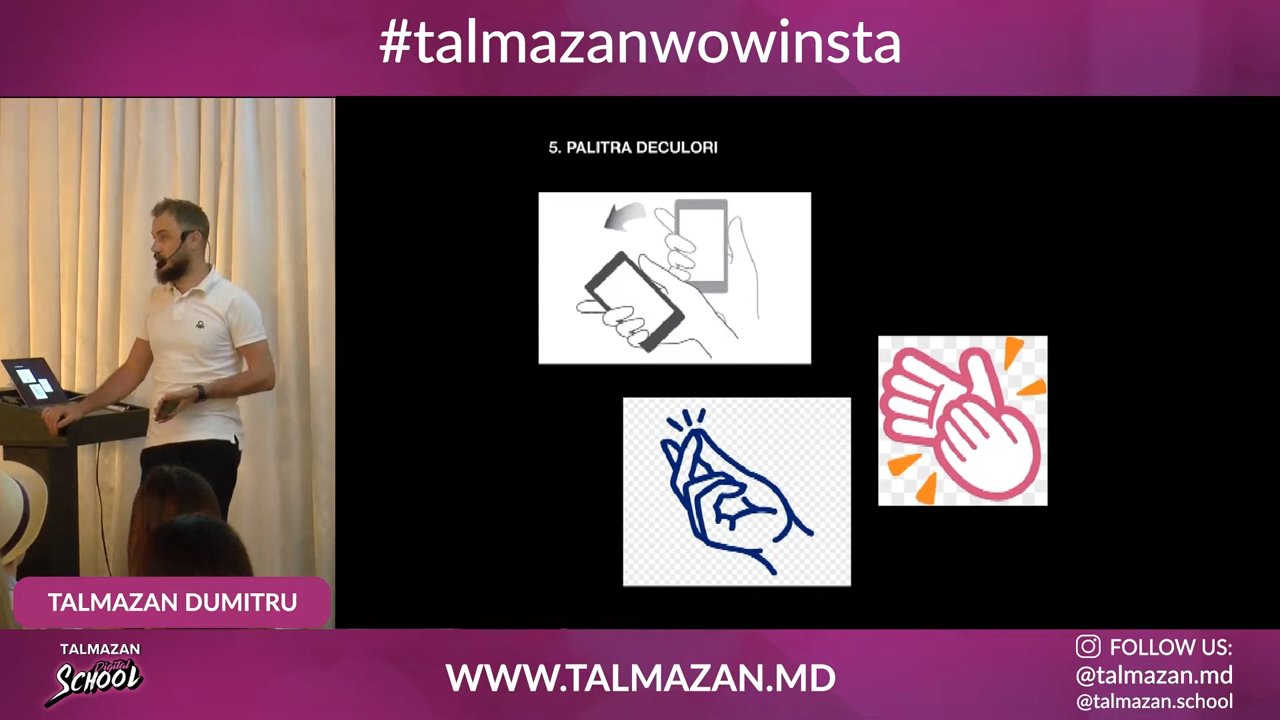 #talmazanwowinsta
5. PALITRA DECULORI
TALMAZAN DUMITRU
TALMAZAN
Digital
SCHOOL
WWW.TALMAZAN.MD
FOLLOW US:
@talmazan.md
@talmazan.school